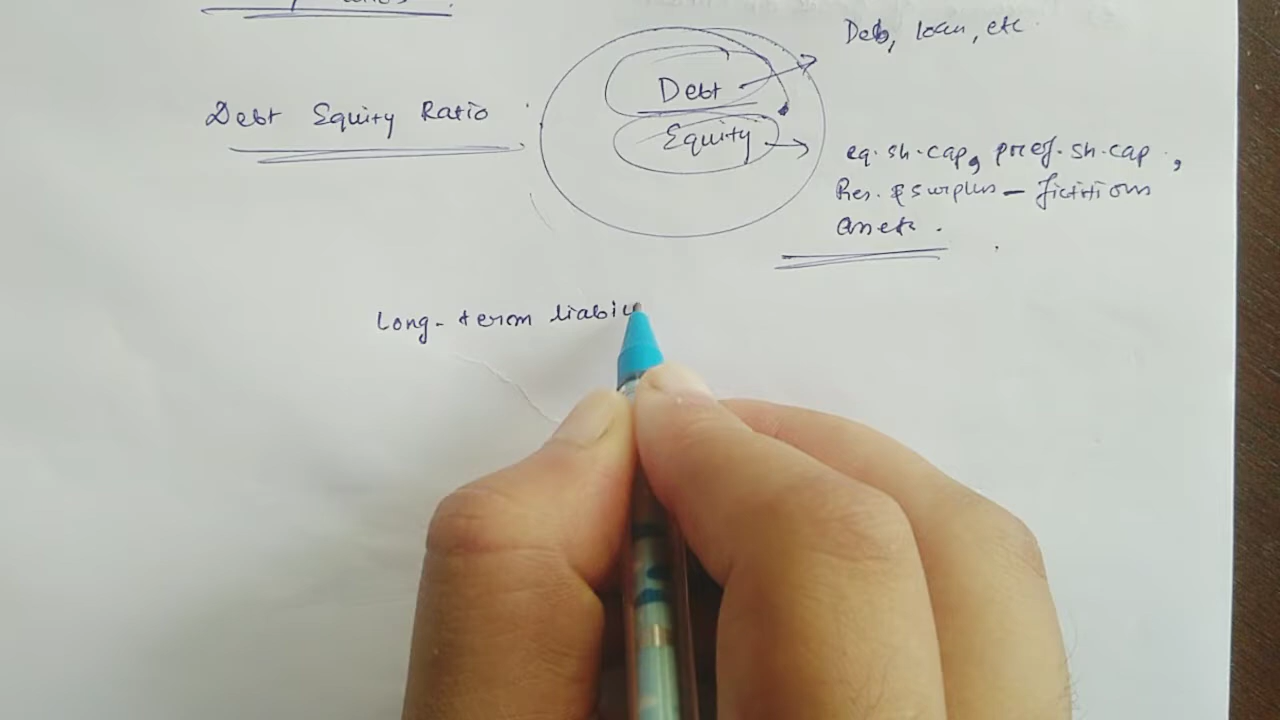 Deb, loan, etc
Debt
Debt Equity Ratio
Equity
eq. sh. cap, pref. sh. cap,
Res. & surplus - fictitious
assets.
Long-term liabili